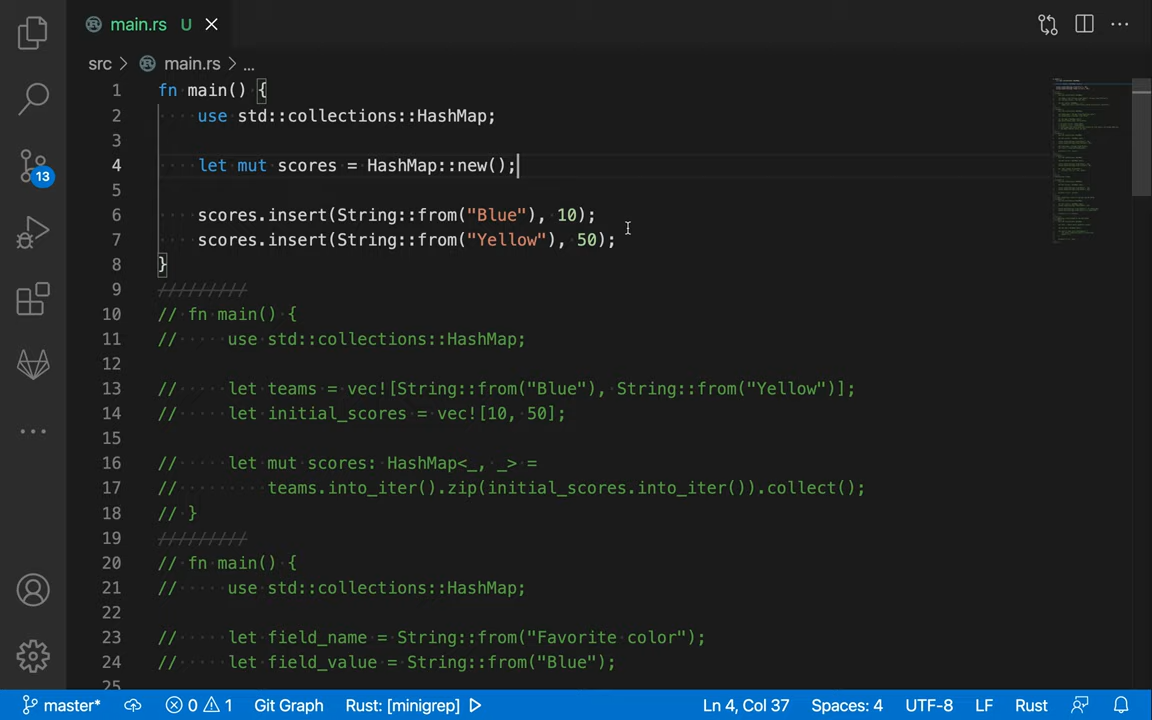 main.rs U
src > main.rs > ...
1 fn main() {
2 ····use std::collections::HashMap;
3
4 ····let mut scores = HashMap::new();
5
6 ····scores.insert(String::from("Blue"), 10);
7 ····scores.insert(String::from("Yellow"), 50);
8 }
9 /////////
10 // fn main() {
11 //     use std::collections::HashMap;
12
13 //     let teams = vec![String::from("Blue"), String::from("Yellow")];
14 //     let initial_scores = vec![10, 50];
15
16 //     let mut scores: HashMap<_, _> =
17 //         teams.into_iter().zip(initial_scores.into_iter()).collect();
18 // }
19 /////////
20 // fn main() {
21 //     use std::collections::HashMap;
22
23 //     let field_name = String::from("Favorite color");
24 //     let field_value = String::from("Blue");
25
13
master* 0 1 Git Graph Rust: [minigrep] Ln 4, Col 37 Spaces: 4 UTF-8 LF Rust